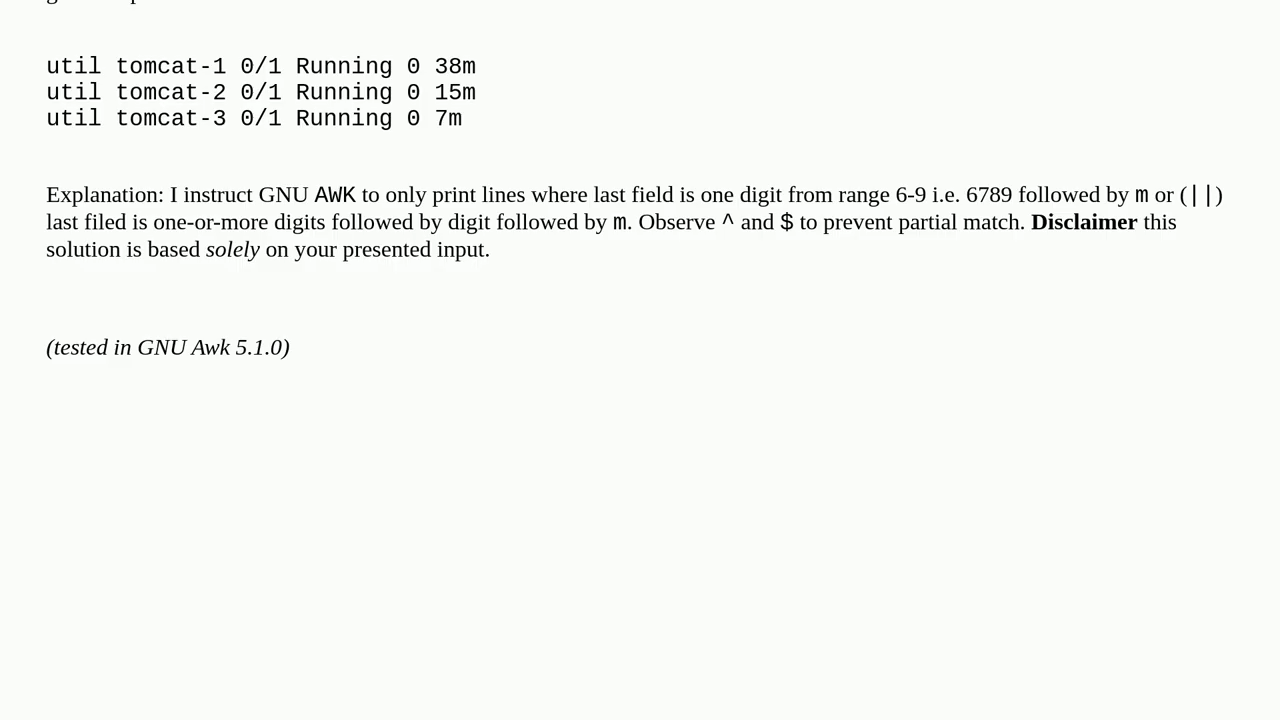 util tomcat-1 0/1 Running 0 38m
util tomcat-2 0/1 Running 0 15m
util tomcat-3 0/1 Running 0 7m
Explanation: I instruct GNU AWK to only print lines where last field is one digit from range 6-9 i.e. 6789 followed by m or (||)
last filed is one-or-more digits followed by digit followed by m. Observe ^ and $ to prevent partial match. Disclaimer this
solution is based solely on your presented input.
(tested in GNU Awk 5.1.0)